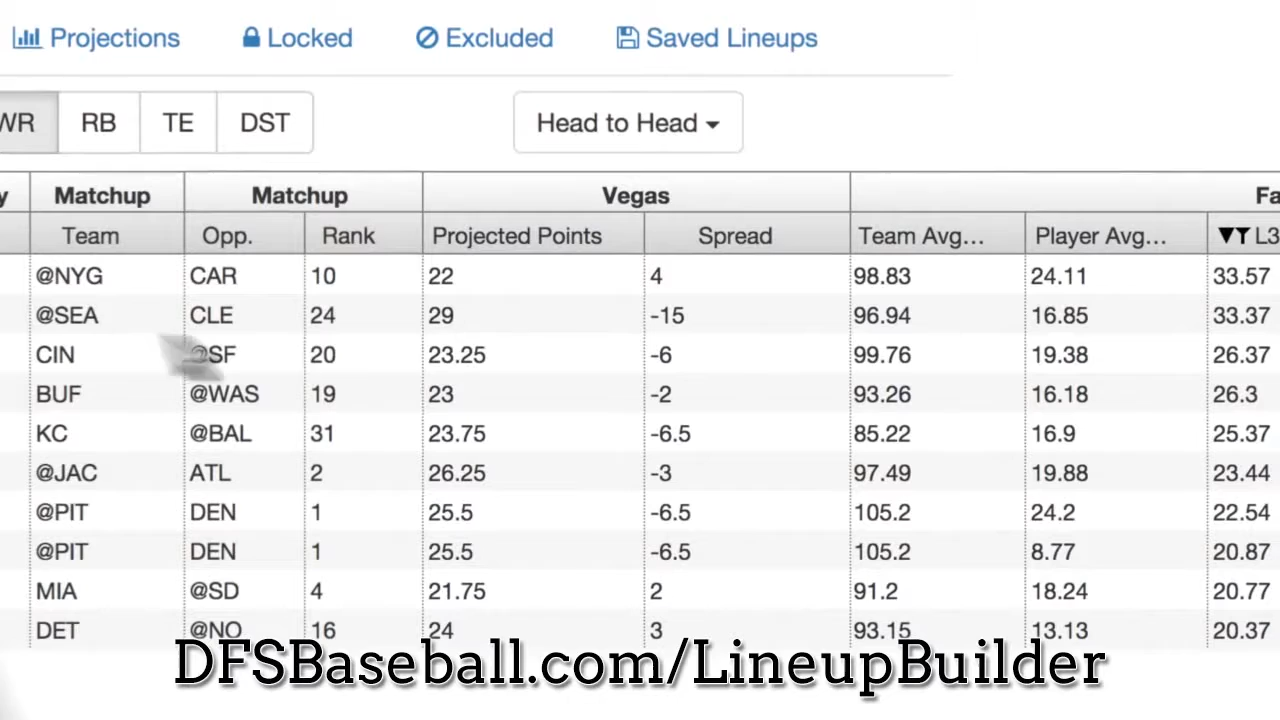 Projections Locked Excluded Saved Lineups
WR RB TE DST Head to Head
y Matchup Matchup Vegas Fa
Team Opp. Rank Projected Points Spread Team Avg... Player Avg... L3
@NYG CAR 10 22 4 98.83 24.11 33.57
@SEA CLE 24 29 -15 96.94 16.85 33.37
CIN @SF 20 23.25 -6 99.76 19.38 26.37
BUF @WAS 19 23 -2 93.26 16.18 26.3
KC @BAL 31 23.75 -6.5 85.22 16.9 25.37
@JAC ATL 2 26.25 -3 97.49 19.88 23.44
@PIT DEN 1 25.5 -6.5 105.2 24.2 22.54
@PIT DEN 1 25.5 -6.5 105.2 8.77 20.87
MIA @SD 4 21.75 2 91.2 18.24 20.77
DET @NO 16 24 3 93.15 13.13 20.37
DFSBaseball.com/LineupBuilder